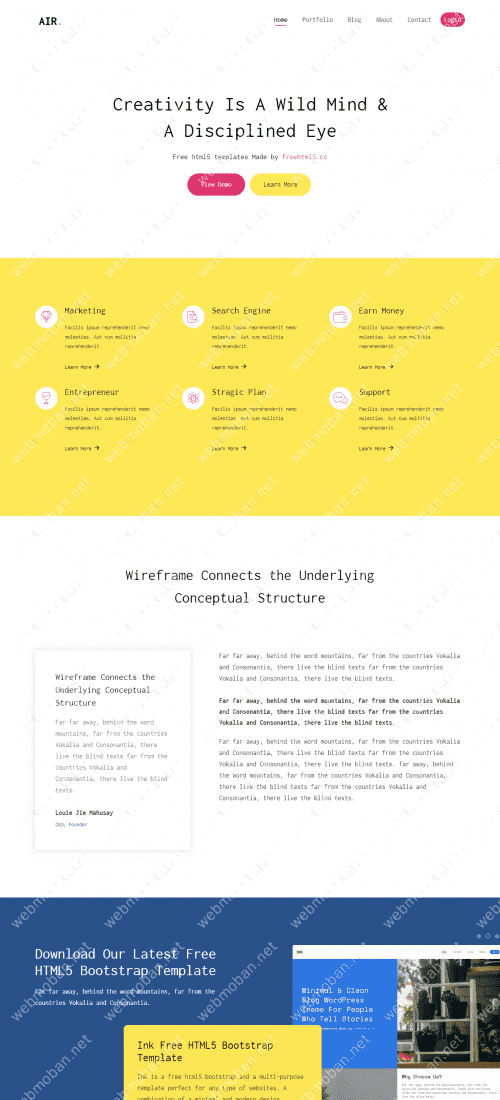 AIR.
Home Portfolio Blog About Contact Login
Creativity Is A Wild Mind &
A Disciplined Eye
Free html5 templates Made by freehtml5.co
View Demo Learn More
Marketing
Facilis ipsum reprehenderit nemo
molestias. Aut cum mollitia
reprehenderit.
Learn More →
Search Engine
Facilis ipsum reprehenderit nemo
molestias. Aut cum mollitia
reprehenderit.
Learn More →
Earn Money
Facilis ipsum reprehenderit nemo
molestias. Aut cum mollitia
reprehenderit.
Learn More →
Entrepreneur
Facilis ipsum reprehenderit nemo
molestias. Aut cum mollitia
reprehenderit.
Learn More →
Stragic Plan
Facilis ipsum reprehenderit nemo
molestias. Aut cum mollitia
reprehenderit.
Learn More →
Support
Facilis ipsum reprehenderit nemo
molestias. Aut cum mollitia
reprehenderit.
Learn More →
Wireframe Connects the Underlying
Conceptual Structure
Wireframe Connects the
Underlying Conceptual
Structure
Far far away, behind the word
mountains, far from the countries
Vokalia and Consonantia, there
live the blind texts far from the
countries Vokalia and
Consonantia, there live the blind
texts.
Louie Jie Mahusay
CEO, Founder
Far far away, behind the word mountains, far from the countries Vokalia
and Consonantia, there live the blind texts far from the countries
Vokalia and Consonantia, there live the blind texts.
Far far away, behind the word mountains, far from the countries Vokalia
and Consonantia, there live the blind texts far from the countries
Vokalia and Consonantia, there live the blind texts.
Far far away, behind the word mountains, far from the countries Vokalia
and Consonantia, there live the blind texts far from the countries
Vokalia and Consonantia, there live the blind texts. far away, behind
the word mountains, far from the countries Vokalia and Consonantia,
there live the blind texts far from the countries Vokalia and
Consonantia, there live the blind texts.
Download Our Latest Free
HTML5 Bootstrap Template
Far far away, behind the word mountains, far from the
countries Vokalia and Consonantia.
Ink Free HTML5 Bootstrap
Template
Ink is a free html5 bootstrap and a multi-purpose
template perfect for any type of websites. A
combination of a minimal and modern design
Minimal & Clean
Blog WordPress
Theme For People
Who Tell Stories
Why Choose Us?
webmoban.net